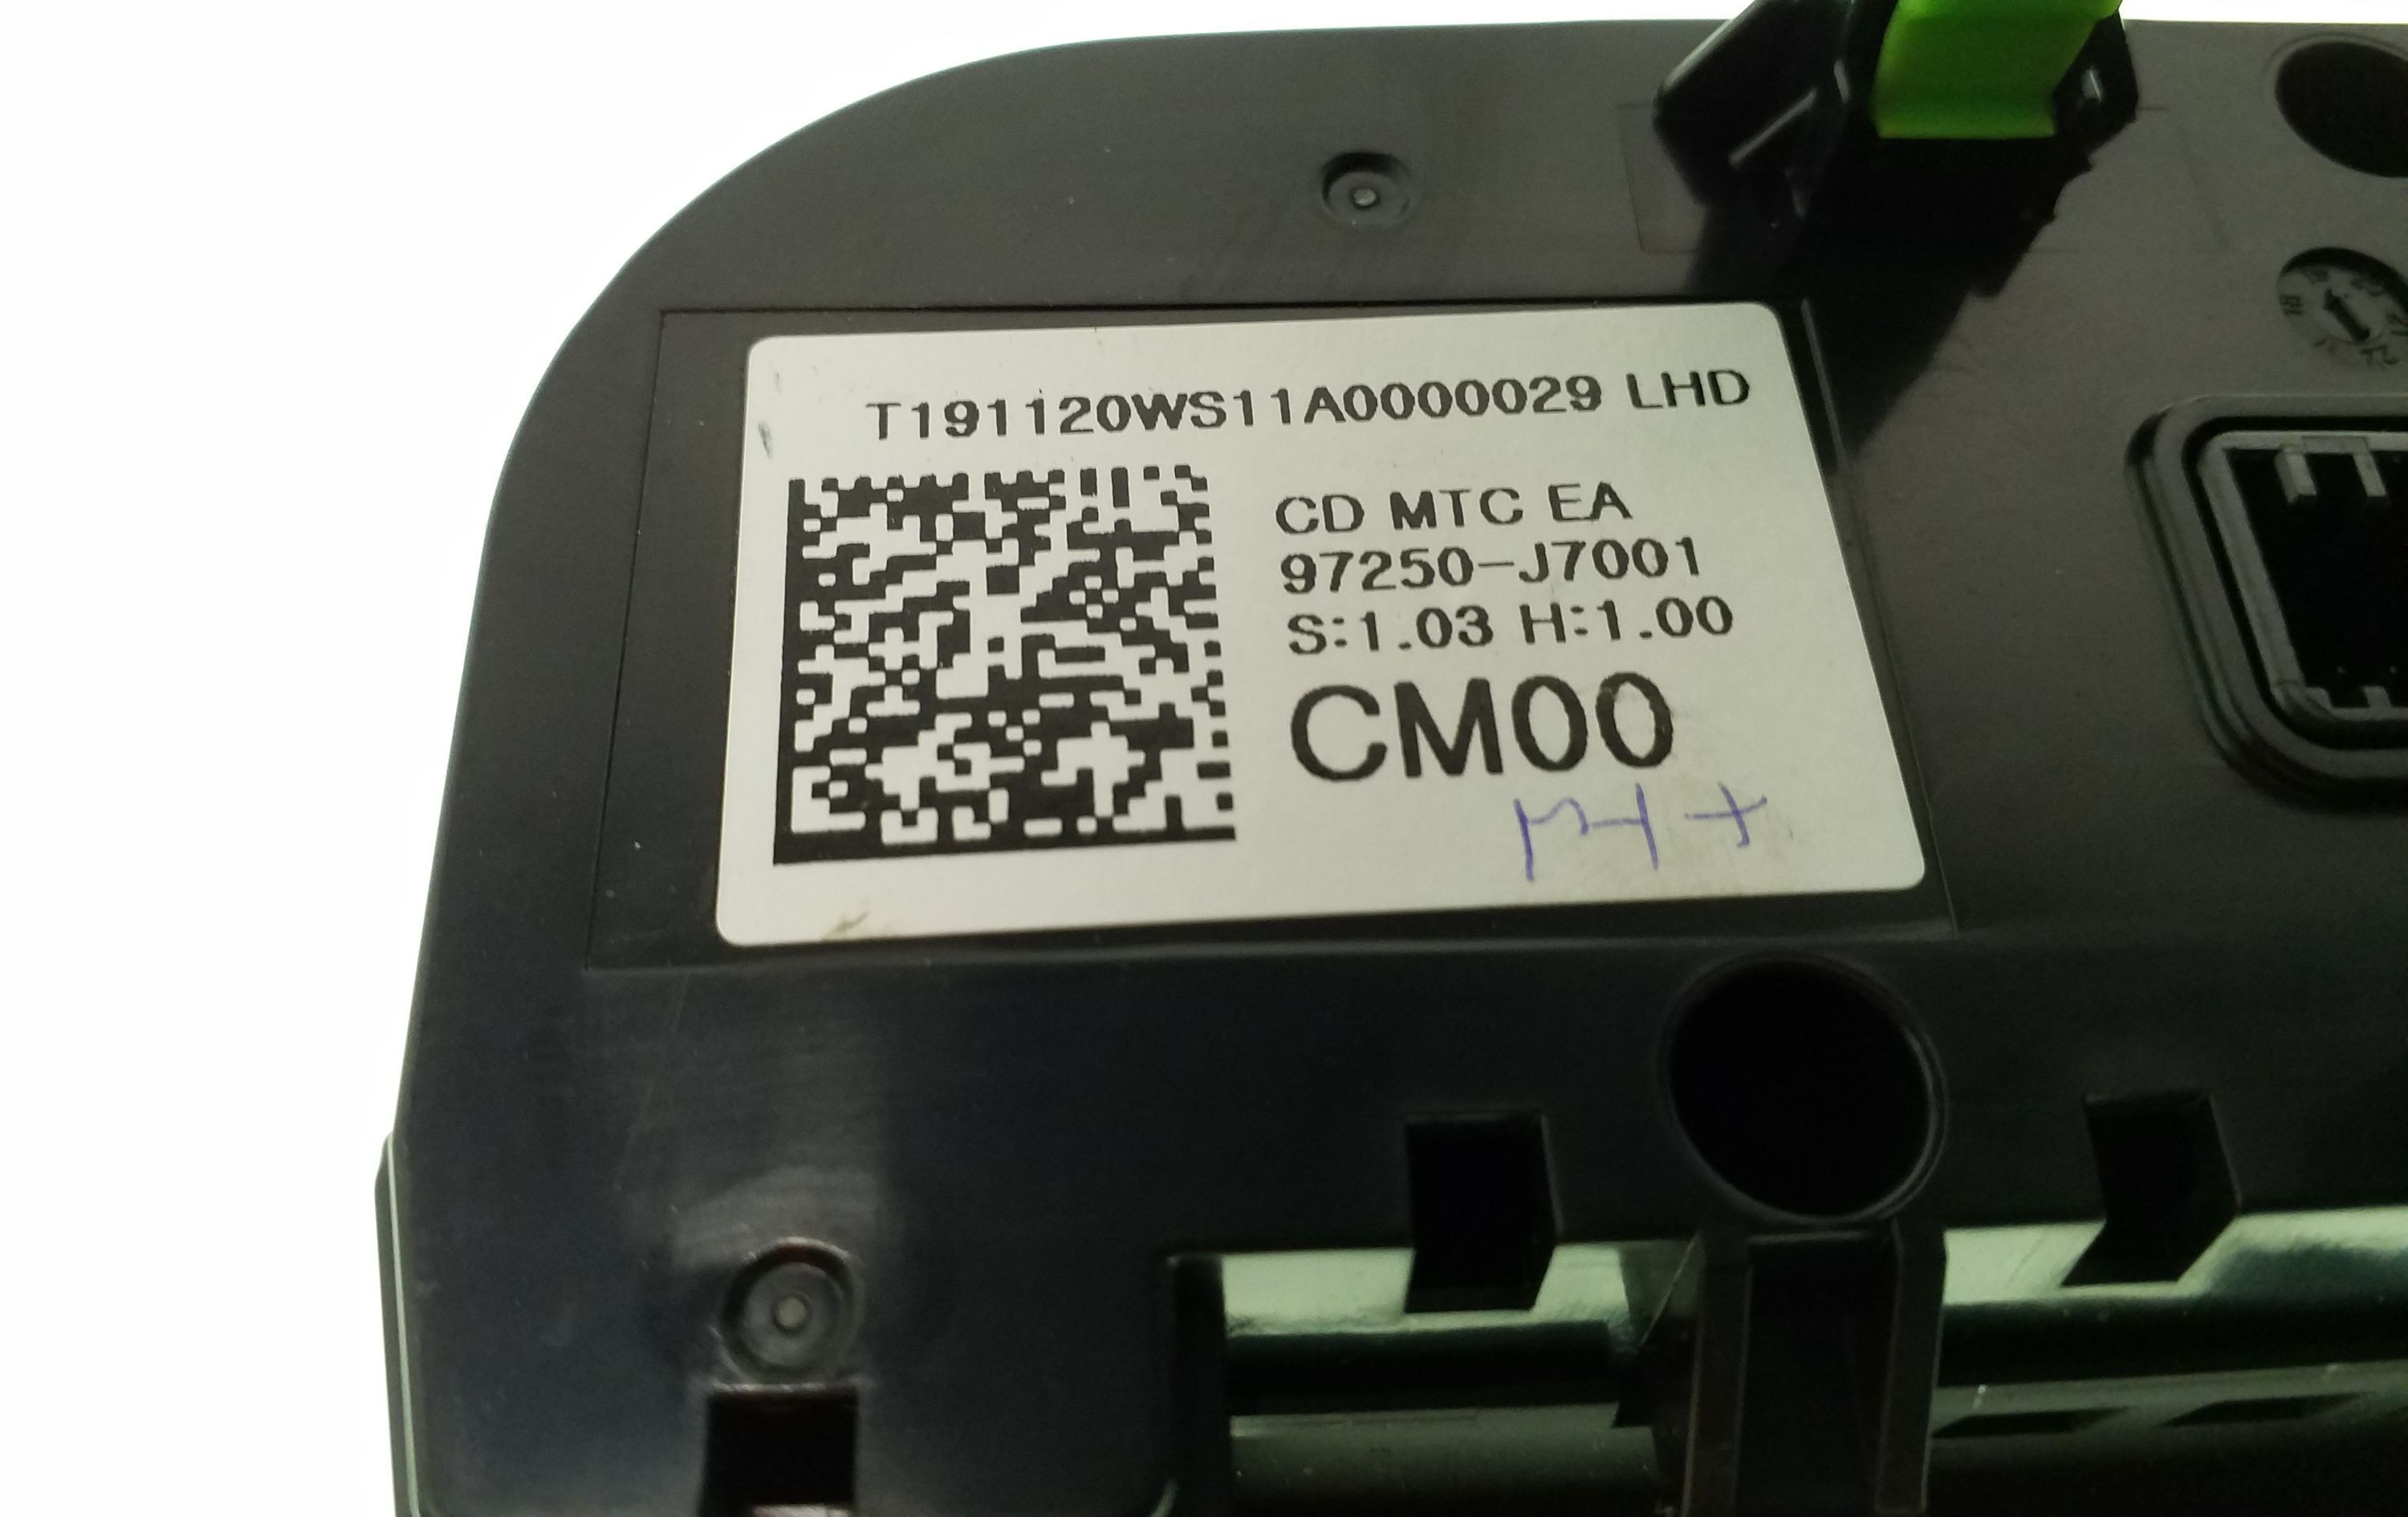 T191120WS11A0000029 LHD
CD MTC EA
97250-J7001
S:1.03 H:1.00
CM00